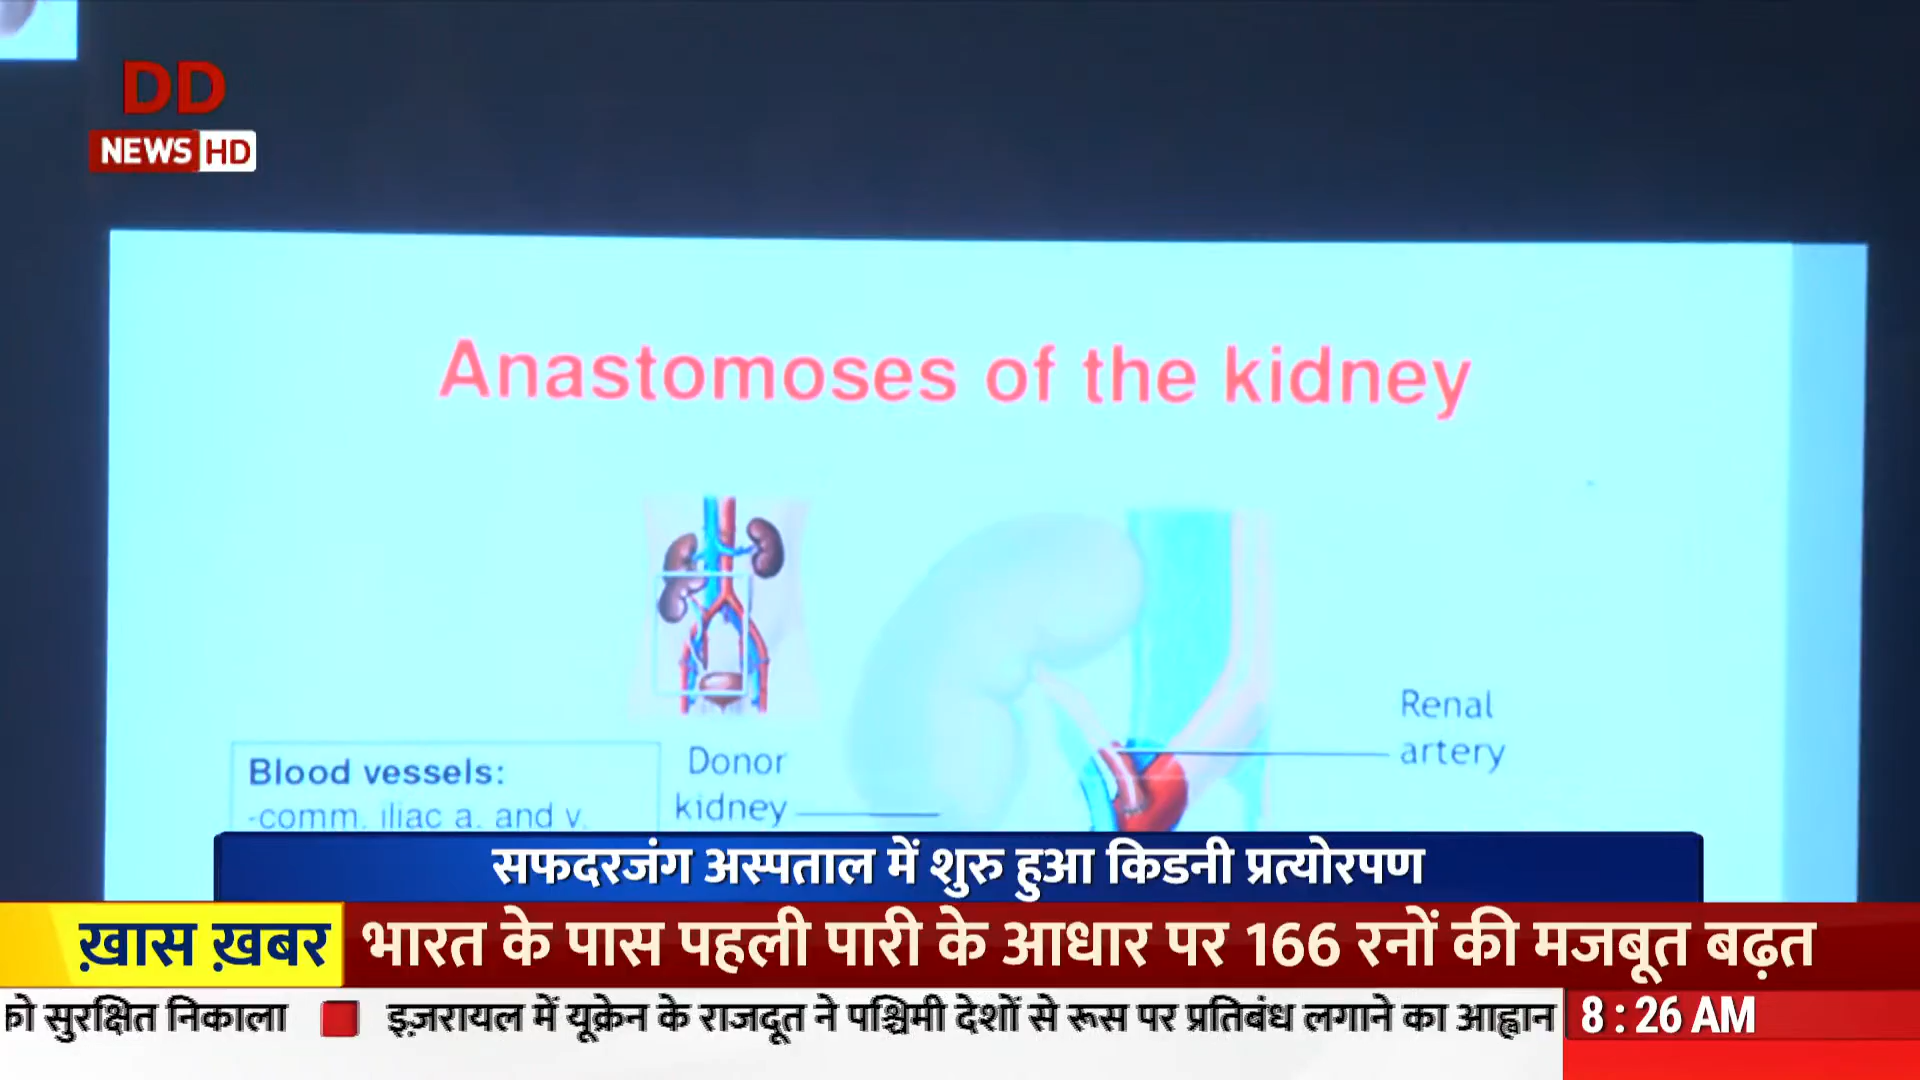 DD
NEWS HD
Anastomoses of the kidney
Renal
artery
Donor
kidney
Blood vessels:
-comm. iliac a. and v.
सफदरजंग अस्पताल में शुरु हुआ किडनी प्रत्योरपण
ख़ास ख़बर
भारत के पास पहली पारी के आधार पर 166 रनों की मजबूत बढ़त
को सुरक्षित निकाला
इज़रायल में यूक्रेन के राजदूत ने पश्चिमी देशों से रूस पर प्रतिबंध लगाने का आह्वान
8 : 26 AM